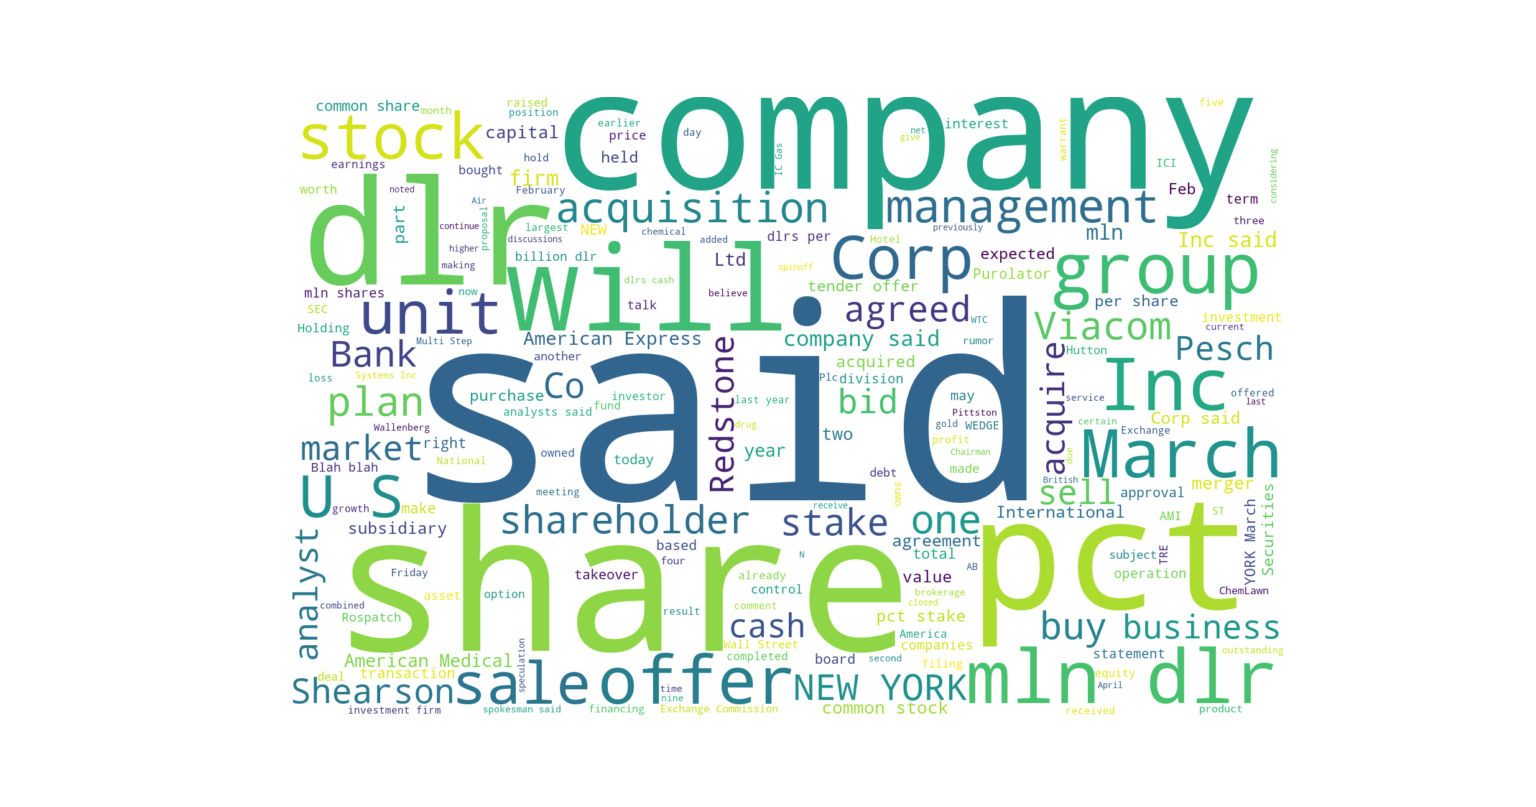 common share
month
raised
position
stock
capital
company
earlier
price
day
IC Gas
net
give
interest
warrant
five
earnings
bought
hold
held
firm
February
ICI
considering
worth
noted
dlr
Air
part
continue
proposal
higher
making
largest
discussions
NEW
acquisition
chemical
added
dlrs per
management
previously
Feb
term
three
mln
Inc said
billion dlr
will
Ltd
spinoff
dlrs cash
believe
talk
Hotel
Corp
expected
Purolator
tender offer
group
mln shares
SEC
now
unit
Holding
Multi Step
agreed
WTC
per share
investment
current
Viacom
American Express
company said
rumor
Bank
another
said
Redstone
acquired
acquire
Hutton
Pesch
loss
Systems Inc
Co
Plc
division
Inc
plan
purchase
analysts said
fund
investor
last year
bid
may
service
offered
last
Wallenberg
drug
gold
Pittston
WEDGE
certain
Corp said
Exchange
market
right
two
profit
Chairman
March
Blah blah
National
owned
today
year
made
due
debt
British
U S
meeting
owns
sell
approval
merger
growth
make
subsidiary
shareholder
receive
stake
one
International
AMI
ST
Securities
YORK March
analyst
share
based
four
agreement
total
pct
subject
TRE
Friday
takeover
N
AB
value
operation
combined
asset
option
already
control
brokerage
closed
ChemLawn
Rospatch
result
comment
cash
pct stake
America
buy
business
American Medical
speculation
Wall Street
completed
board
second
companies
statement
outstanding
deal
transaction
filing
equity
Shearson
sale
offer
time
nine
NEW YORK
mln dlr
April
investment firm
spokesman said
financing
Exchange Commission
common stock
received
product